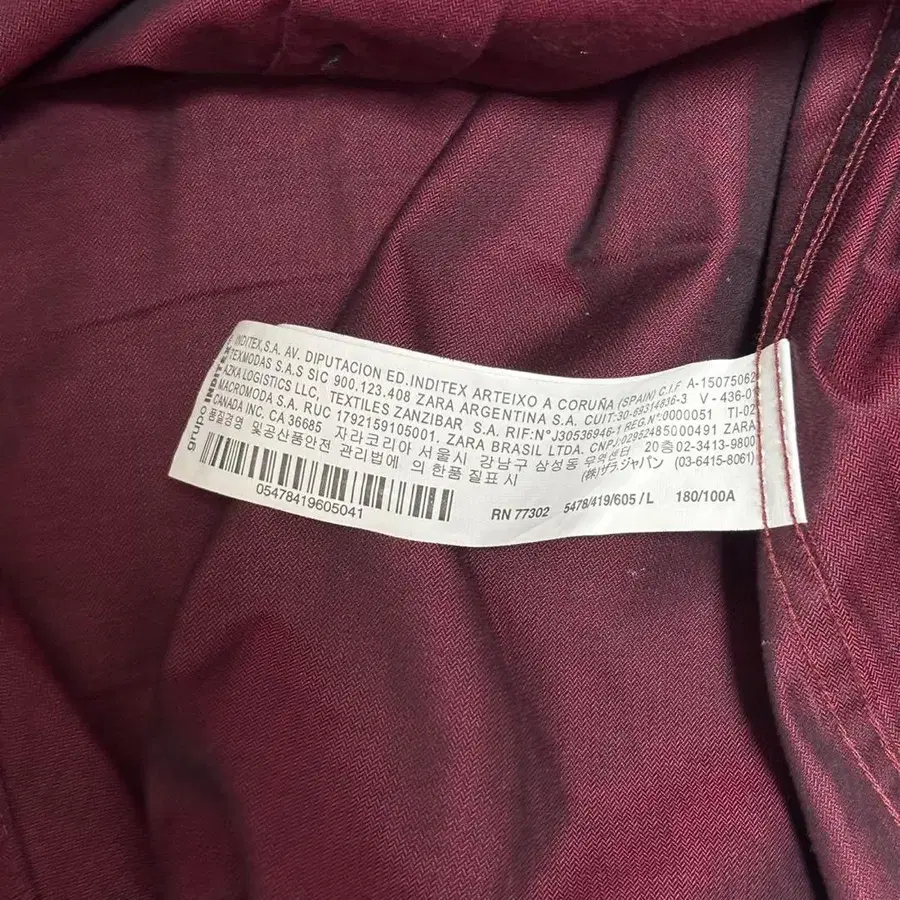 grupo INDITEX
INDITEX,S.A. AV. DIPUTACION ED.INDITEX ARTEIXO A CORUÑA (SPAIN) C.I.F A-15075062
TEXMODAS S.A.S SIC 900.123.408 ZARA ARGENTINA S.A. CUIT:30-69314836-3 V - 436-01
AZKA LOGISTICS LLC, TEXTILES ZANZIBAR S.A. RIF:N°J30536946-1 REG.N°0000051 TI-02
MACROMODA S.A. RUC 1792159105001. ZARA BRASIL LTDA. CNPJ:02952485000491 ZARA
CANADA INC. CA 36685 자라코리아 서울시 강남구 삼성동 무역센터 20층02-3413-9800
품질경영 및공산품안전 관리법에 의한품 질표시 (株)ザラジャパン (03-6415-8061)
05478419605041
RN 77302 5478/419/605/L 180/100A